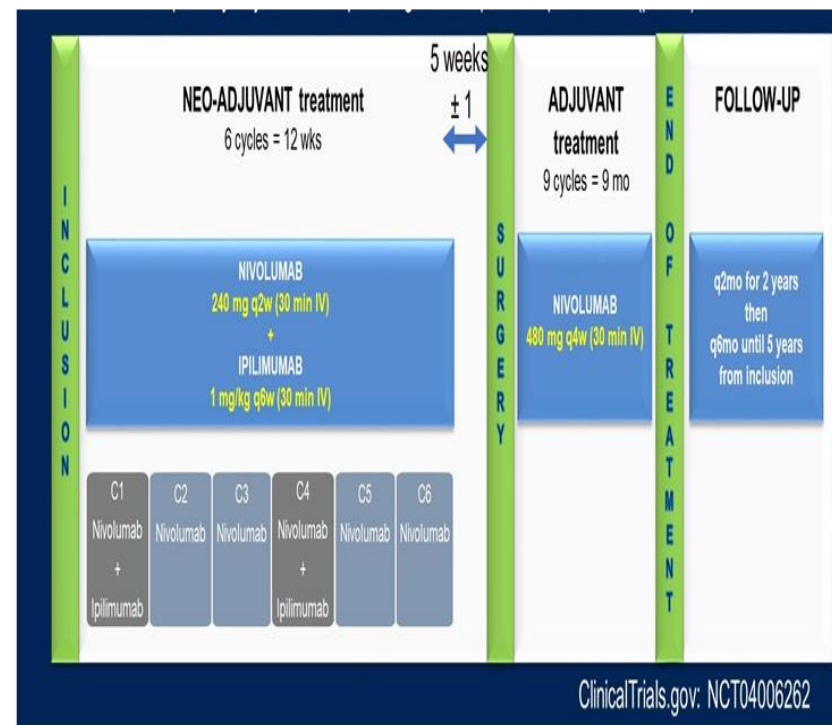 INCLUSION
NEO-ADJUVANT treatment
6 cycles = 12 wks
5 weeks
± 1
NIVOLUMAB
240 mg q2w (30 min IV)
+
IPILIMUMAB
1 mg/kg q6w (30 min IV)
C1
Nivolumab
+
Ipilimumab
C2
Nivolumab
C3
Nivolumab
C4
Nivolumab
+
Ipilimumab
C5
Nivolumab
C6
Nivolumab
SURGERY
ADJUVANT
treatment
9 cycles = 9 mo
NIVOLUMAB
480 mg q4w (30 min IV)
END OF TREATMENT
FOLLOW-UP
q2mo for 2 years
then
q6mo until 5 years
from inclusion
ClinicalTrials.gov: NCT04006262